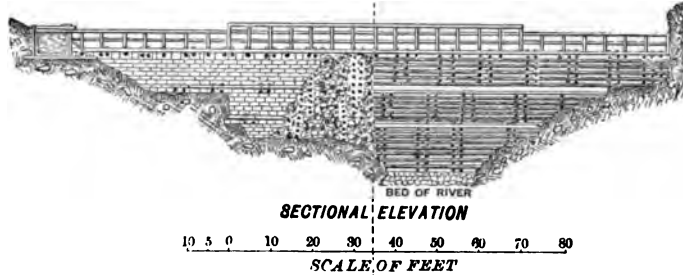 BED OF RIVER
SECTIONAL ELEVATION
10 5 0 10 20 30 40 50 60 70 80
SCALE OF FEET